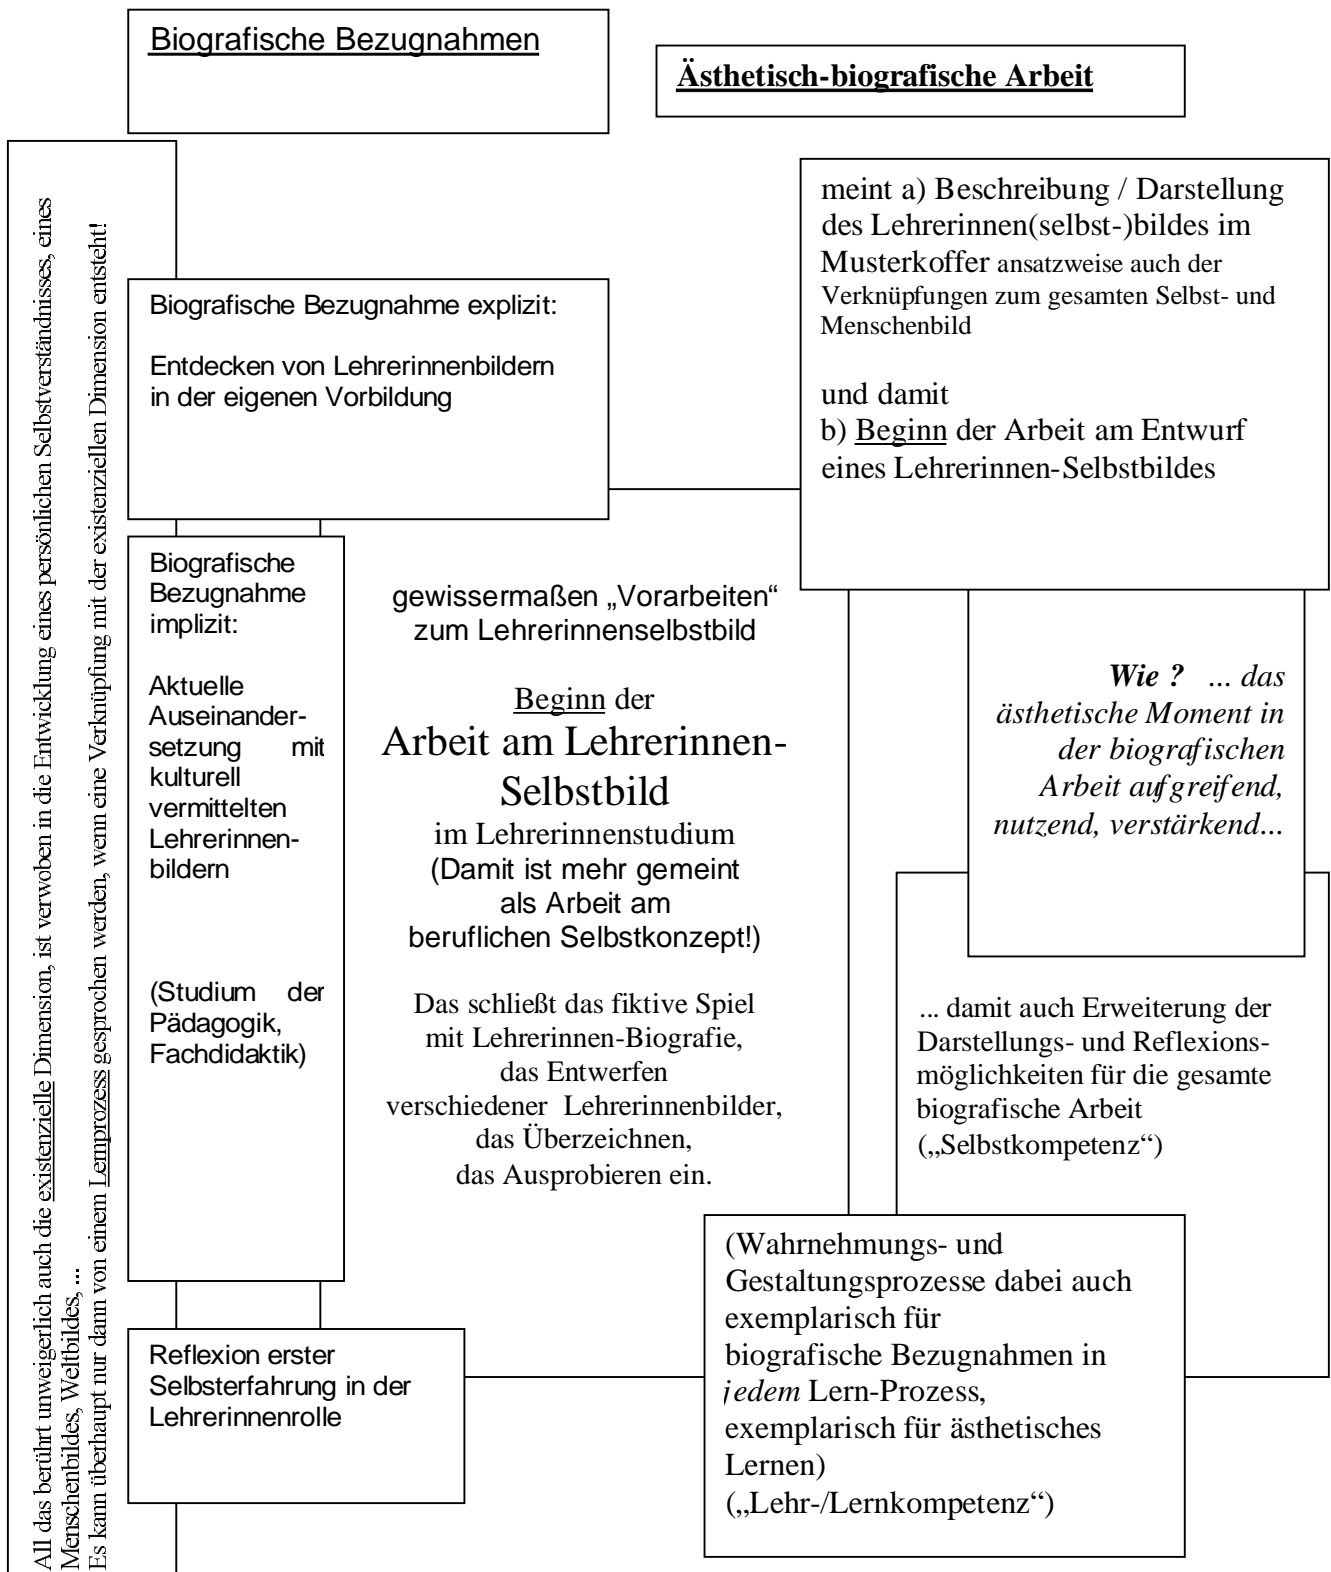 Biografische Bezugnahmen
Ästhetisch-biografische Arbeit
All das berührt unweigerlich auch die existenzielle Dimension, ist verwoben in die Entwicklung eines persönlichen Selbstverständnisses, eines
Menschenbildes, Weltbildes, ...
Es kann überhaupt nur dann von einem Lernprozess gesprochen werden, wenn eine Verknüpfung mit der existenziellen Dimension entsteht!
Biografische Bezugnahme explizit:
Entdecken von Lehrerinnenbildern
in der eigenen Vorbildung
meint a) Beschreibung / Darstellung
des Lehrerinnen(selbst-)bildes im
Musterkoffer ansatzweise auch der
Verknüpfungen zum gesamten Selbst- und
Menschenbild
und damit
b) Beginn der Arbeit am Entwurf
eines Lehrerinnen-Selbstbildes
Biografische
Bezugnahme
implizit:
Aktuelle
Auseinander-
setzung mit
kulturell
vermittelten
Lehrerinnen-
bildern
(Studium der
Pädagogik,
Fachdidaktik)
gewissermaßen „Vorarbeiten“
zum Lehrerinnenselbstbild
Beginn der
Arbeit am Lehrerinnen-
Selbstbild
im Lehrerinnenstudium
(Damit ist mehr gemeint
als Arbeit am
beruflichen Selbstkonzept!)
Das schließt das fiktive Spiel
mit Lehrerinnen-Biografie,
das Entwerfen
verschiedener Lehrerinnenbilder,
das Überzeichnen,
das Ausprobieren ein.
Wie ? ... das
ästhetische Moment in
der biografischen
Arbeit aufgreifend,
nutzend, verstärkend...
... damit auch Erweiterung der
Darstellungs- und Reflexions-
möglichkeiten für die gesamte
biografische Arbeit
(„Selbstkompetenz“)
Reflexion erster
Selbsterfahrung in der
Lehrerinnenrolle
(Wahrnehmungs- und
Gestaltungsprozesse dabei auch
exemplarisch für
biografische Bezugnahmen in
jedem Lern-Prozess,
exemplarisch für ästhetisches
Lernen)
(„Lehr-/Lernkompetenz“)